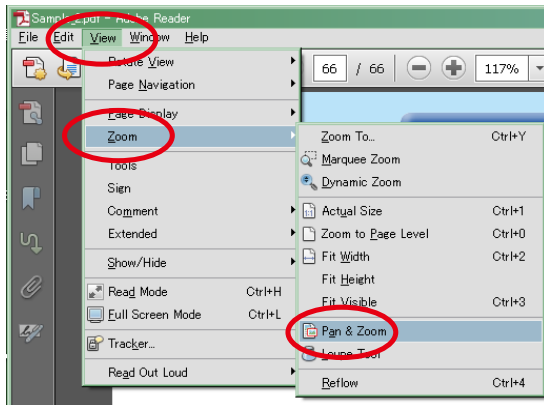 Sample_2.pdf - Adobe Reader
File Edit View Window Help
66 / 66 117%
Rotate View
Page Navigation
Page Display
Zoom
Tools
Sign
Comment
Extended
Show/Hide
Read Mode Ctrl+H
Full Screen Mode Ctrl+L
Tracker...
Read Out Loud
Zoom To... Ctrl+Y
Marquee Zoom
Dynamic Zoom
Actual Size Ctrl+1
Zoom to Page Level Ctrl+0
Fit Width Ctrl+2
Fit Height
Fit Visible Ctrl+3
Pan & Zoom
Loupe Tool
Reflow Ctrl+4